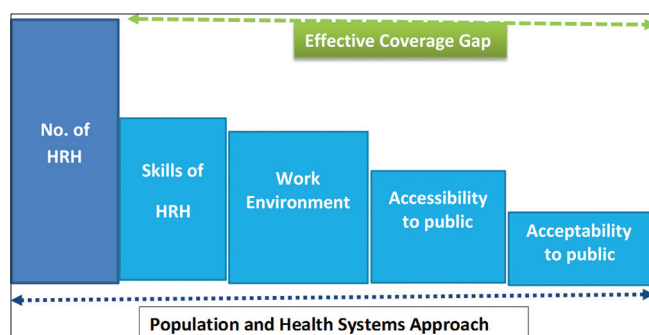 Effective Coverage Gap
No. of
HRH
Skills of
HRH
Work
Environment
Accessibility
to public
Acceptability
to public
Population and Health Systems Approach